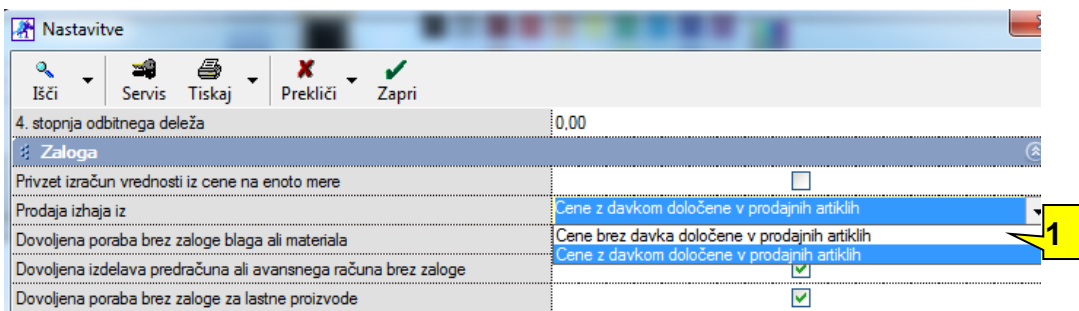 Nastavitve
Išči Servis Tiskaj Prekliči Zapri
4. stopnja odbitnega deleža 0,00
Zaloga
Privzet izračun vrednosti iz cene na enoto mere
Prodaja izhaja iz Cene z davkom določene v prodajnih artiklih
Dovoljena poraba brez zaloge blaga ali materiala Cene brez davka določene v prodajnih artiklih
1
Cene z davkom določene v prodajnih artiklih
Dovoljena izdelava predračuna ali avansnega računa brez zaloge
Dovoljena poraba brez zaloge za lastne proizvode